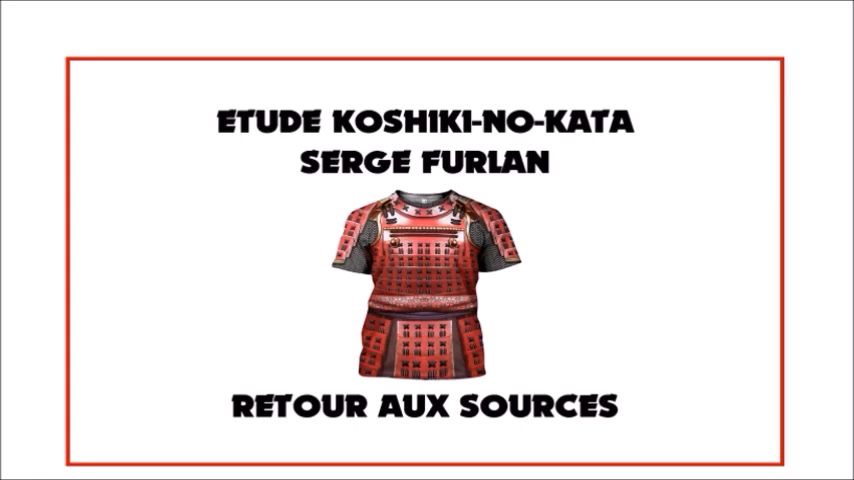 ETUDE KOSHIKI-NO-KATA
SERGE FURLAN
RETOUR AUX SOURCES